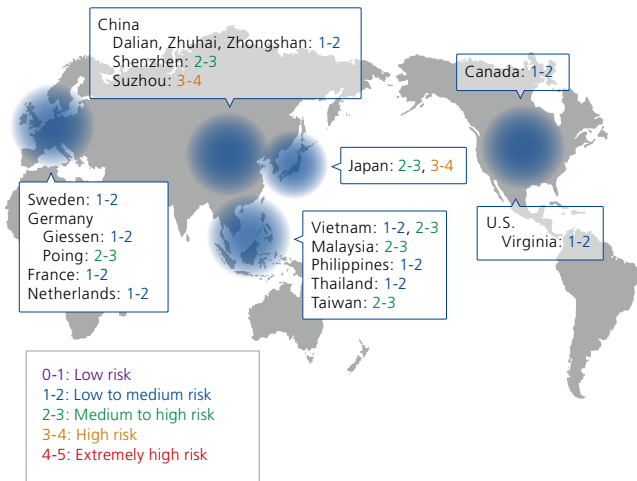 China
Dalian, Zhuhai, Zhongshan: 1-2
Shenzhen: 2-3
Suzhou: 3-4
Canada: 1-2
Japan: 2-3, 3-4
Sweden: 1-2
Germany
Giessen: 1-2
Poing: 2-3
France: 1-2
Netherlands: 1-2
Vietnam: 1-2, 2-3
Malaysia: 2-3
Philippines: 1-2
Thailand: 1-2
Taiwan: 2-3
U.S.
Virginia: 1-2
0-1: Low risk
1-2: Low to medium risk
2-3: Medium to high risk
3-4: High risk
4-5: Extremely high risk